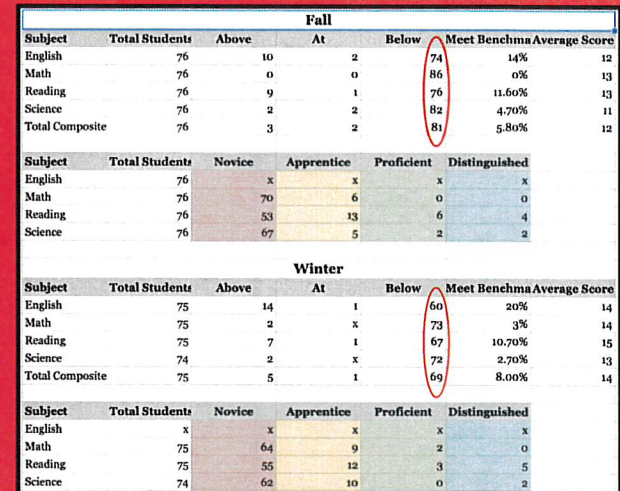 Fall
Subject Total Students Above At Below Meet Benchma Average Score
English 76 10 2 74 14% 12
Math 76 0 0 86 0% 13
Reading 76 9 1 76 11.60% 13
Science 76 2 2 82 4.70% 11
Total Composite 76 3 2 81 5.80% 12
Subject Total Students Novice Apprentice Proficient Distinguished
English 76 x x x x
Math 76 70 6 0 0
Reading 76 53 13 6 4
Science 76 67 5 2 2
Winter
Subject Total Students Above At Below Meet Benchma Average Score
English 75 14 1 60 20% 14
Math 75 2 x 73 3% 14
Reading 75 7 1 67 10.70% 15
Science 74 2 x 72 2.70% 13
Total Composite 75 5 1 69 8.00% 14
Subject Total Students Novice Apprentice Proficient Distinguished
English x x x x x
Math 75 64 9 2 0
Reading 75 55 12 3 5
Science 74 62 10 0 2